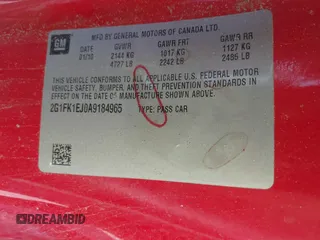 GM
MFD BY GENERAL MOTORS OF CANADA LTD.
DATE GVWR GAWR FRT GAWR RR
01/10 2144 KG 1017 KG 1127 KG
4727 LB 2242 LB 2485 LB
THIS VEHICLE CONFORMS TO ALL APPLICABLE U.S. FEDERAL MOTOR
VEHICLE SAFETY, BUMPER, AND THEFT PREVENTION STANDARDS IN
EFFECT ON THE DATE OF MANUFACTURE SHOWN ABOVE.
2G1FK1EJ0A9184965 TYPE: PASS CAR
DREAMBID